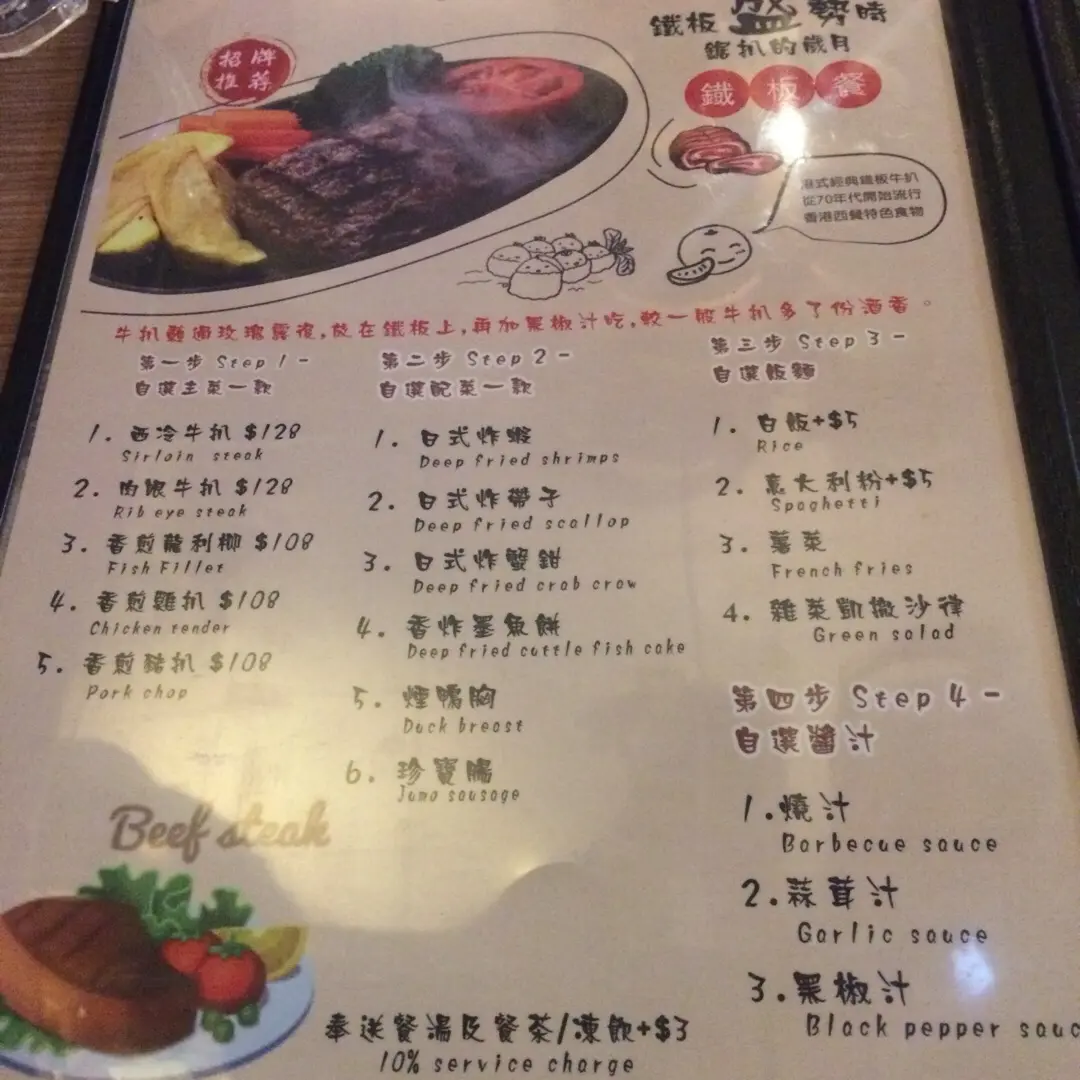 鐵板盛勢時
鋸扒的歲月
鐵板餐
招牌
推薦
港式經典鐵板牛扒
從70年代開始流行
香港西餐特色食物
牛扒醃過玫瑰露後,放在鐵板上,再加黑椒汁吃,較一般牛扒多了份酒香。
第一步 Step 1 -
自選主菜一款
1. 西冷牛扒 $128
Sirloin steak
2. 肉眼牛扒 $128
Rib eye steak
3. 香煎龍利柳 $108
Fish Fillet
4. 香煎雞扒 $108
Chicken tender
5. 香煎豬扒 $108
Pork chop
第二步 Step 2 -
自選配菜一款
1. 日式炸蝦
Deep fried shrimps
2. 日式炸帶子
Deep fried scallop
3. 日式炸蟹鉗
Deep fried crab craw
4. 香炸墨魚餅
Deep fried cuttle fish cake
5. 煙鴨胸
Duck breast
6. 珍寶腸
Jumo sausage
第三步 Step 3 -
自選飯麵
1. 白飯+$5
Rice
2. 意大利粉+$5
Spaghetti
3. 薯菜
French fries
4. 雜菜凱撒沙律
Green salad
第四步 Step 4 -
自選醬汁
1.燒汁
Barbecue sauce
2.蒜茸汁
Garlic sauce
3.黑椒汁
Black pepper sauc
Beef steak
奉送餐湯及餐茶/凍飲+$3
10% service charge